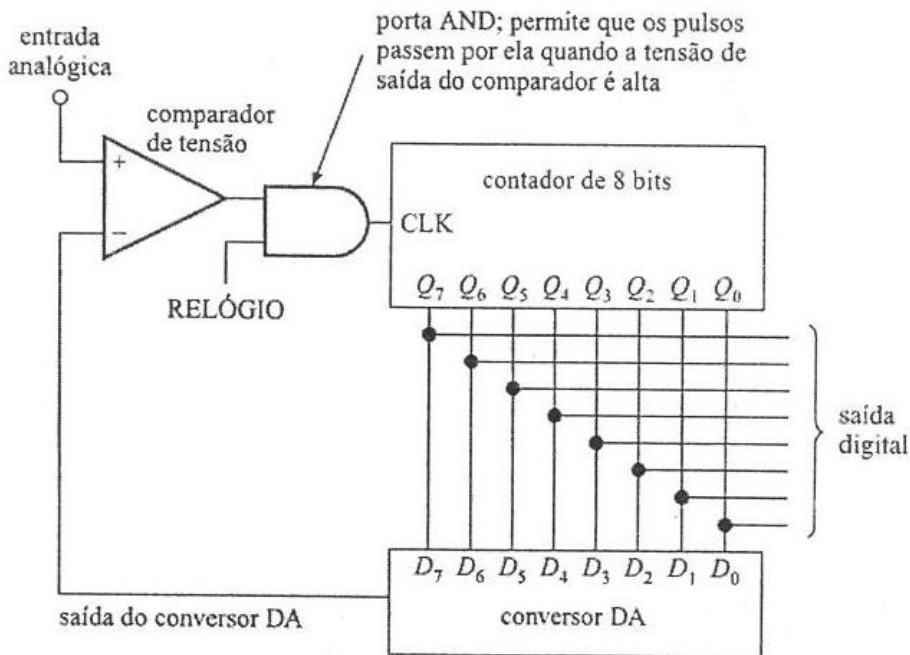 porta AND; permite que os pulsos
passem por ela quando a tensão de
saída do comparador é alta
entrada
analógica
comparador
de tensão
+
−
RELÓGIO
contador de 8 bits
CLK
Q7 Q6 Q5 Q4 Q3 Q2 Q1 Q0
saída
digital
D7 D6 D5 D4 D3 D2 D1 D0
conversor DA
saída do conversor DA